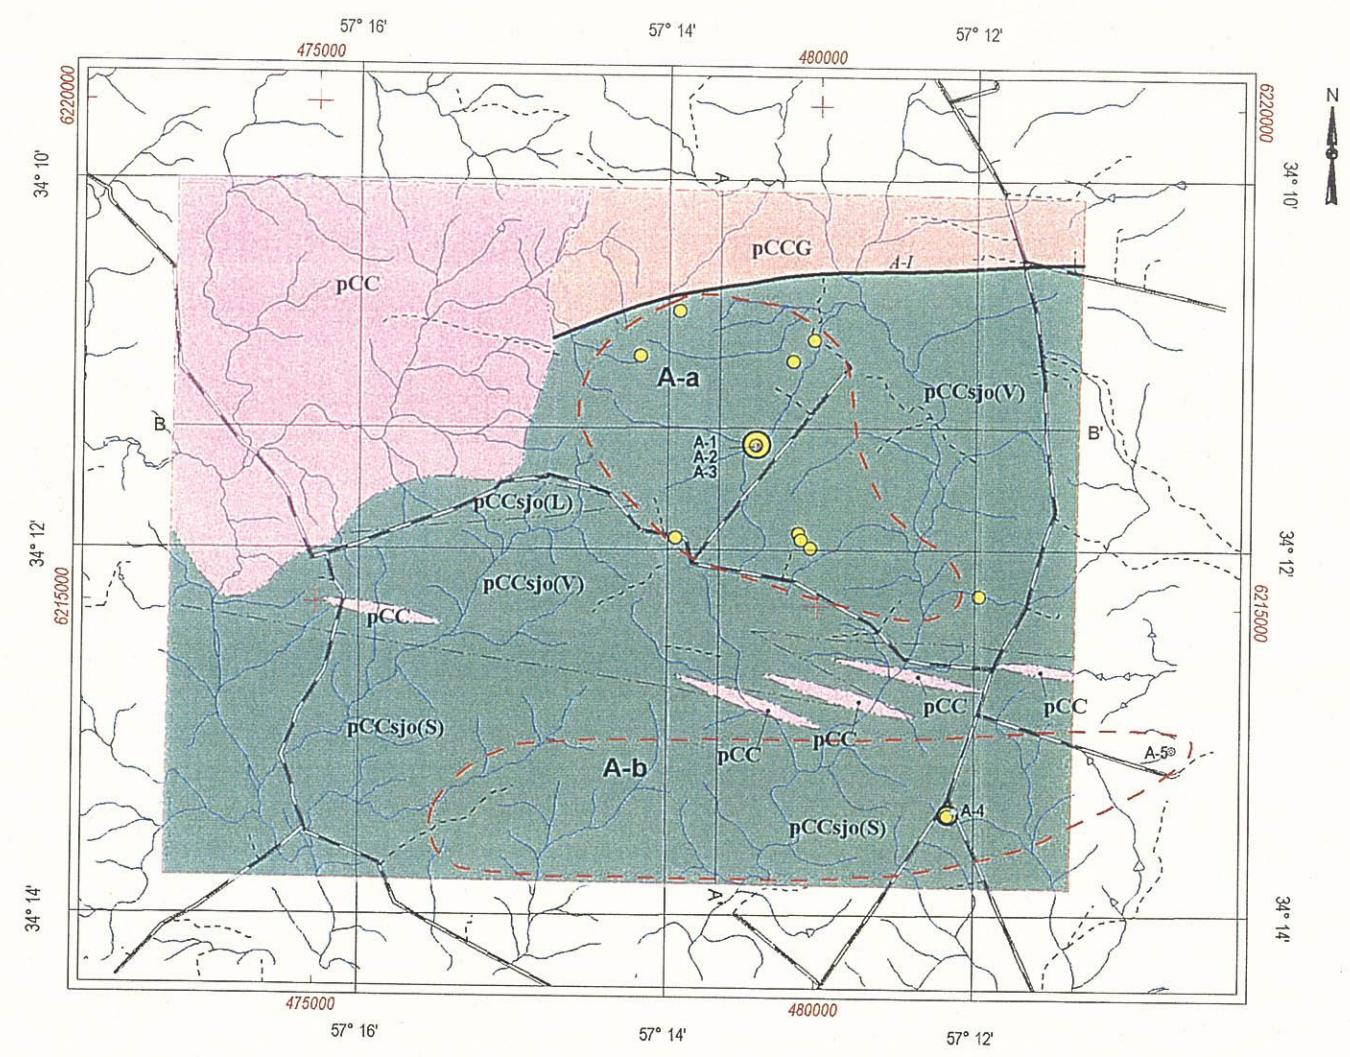 57° 16'
57° 14'
57° 12'
475000
480000
6220000
6220000
N
34° 10'
34° 10'
A
pCCG
A-I
pCC
A-a
pCCsjo(V)
B
B'
A-1
A-2
A-3
pCCsjo(L)
34° 12'
34° 12'
pCCsjo(V)
6215000
6215000
pCC
pCC
pCC
pCCsjo(S)
pCC
pCC
A-5
A-b
A-4
pCCsjo(S)
A'
34° 14'
34° 14'
475000
480000
57° 16'
57° 14'
57° 12'